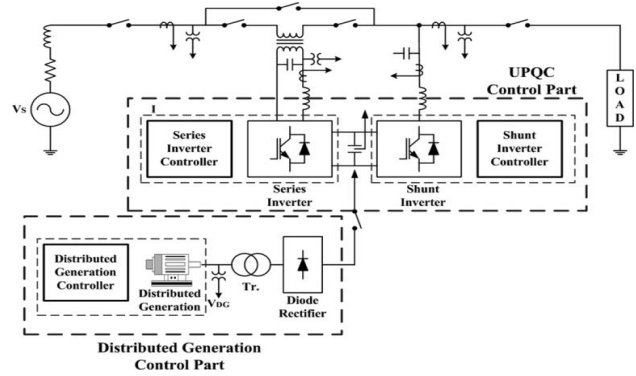 UPQC
Control Part
Vs
L
O
A
D
Series
Inverter
Controller
Series
Inverter
Shunt
Inverter
Shunt
Inverter
Controller
Distributed
Generation
Controller
Distributed
Generation
VDG
Tr.
Diode
Rectifier
Distributed Generation
Control Part